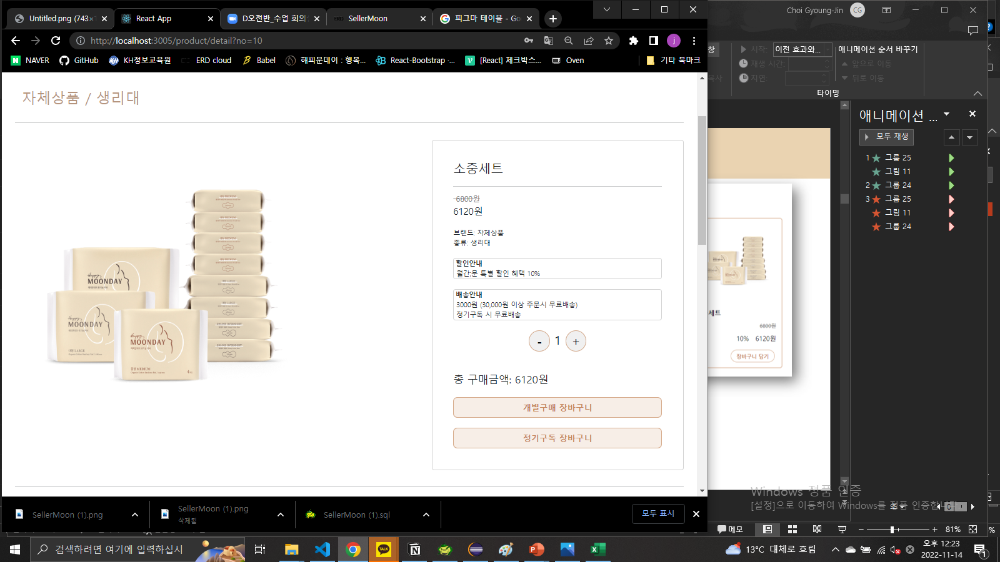 Untitled.png (743×1
React App
D오전반_수업 회의
SellerMoon
피그마 테이블 - Go
http://localhost:3005/product/detail?no=10
NAVER
GitHub
KH정보교육원
ERD cloud
Babel
해피문데이 : 행복...
React-Bootstrap ·...
[React] 체크박스...
Oven
기타 북마크
자체상품 / 생리대
소중세트
6800원
6120원
브랜드: 자체상품
종류: 생리대
할인안내
월간;문 특별 할인 혜택 10%
배송안내
3000원 (30,000원 이상 주문시 무료배송)
정기구독 시 무료배송
- 1 +
총 구매금액: 6120원
개별구매 장바구니
정기구독 장바구니
Happy
MOONDAY
Happy
MOONDAY
대형 LARGE
Happy
MOONDAY
중형 MEDIUM
SellerMoon (1).png
SellerMoon (1).png
삭제됨
SellerMoon (1).sql
모두 표시
Choi Gyoung-Jin
CG
창
시작:
이전 효과와...
애니메이션 순서 바꾸기
재생 시간:
앞으로 이동
복사
지연:
뒤로 이동
타이밍
애니메이션 ...
모두 재생
1 그룹 25
그림 11
2 그룹 24
3 그룹 25
그림 11
그룹 24
세트
6800원
10% 6120원
장바구니 담기
Windows 정품 인증
[설정]으로 이동하여 Windows를 정품 인증합니다
메모
81%
%
검색하려면 여기에 입력하십시
TALK
13°C 대체로 흐림
오후 12:23
2022-11-14
1